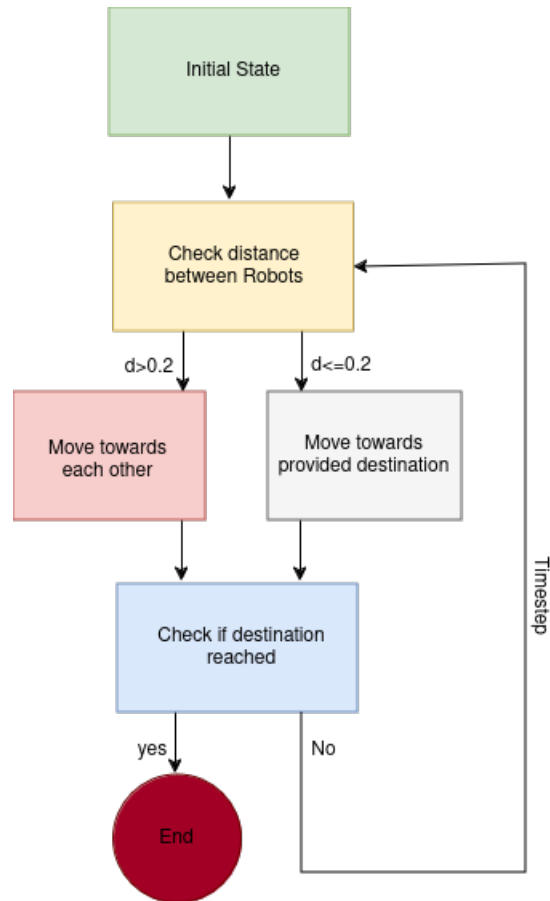 Initial State
Check distance
between Robots
d>0.2
d<=0.2
Move towards
each other
Move towards
provided destination
Timestep
Check if destination
reached
yes
No
End